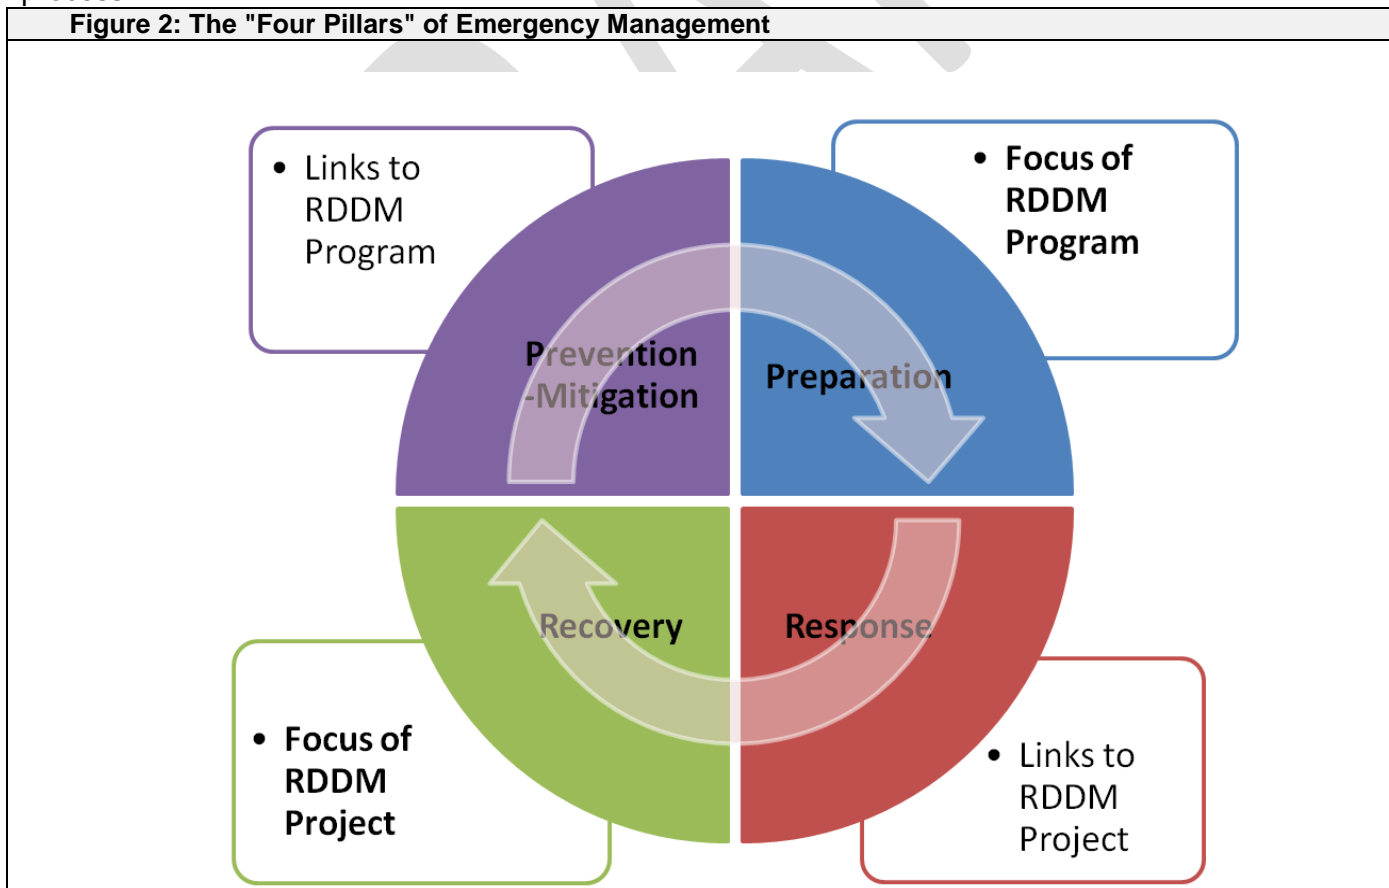 Figure 2: The "Four Pillars" of Emergency Management
• Links to
RDDM
Program
• Focus of
RDDM
Program
Prevention
-Mitigation
Preparation
Recovery
Response
• Focus of
RDDM
Project
• Links to
RDDM
Project